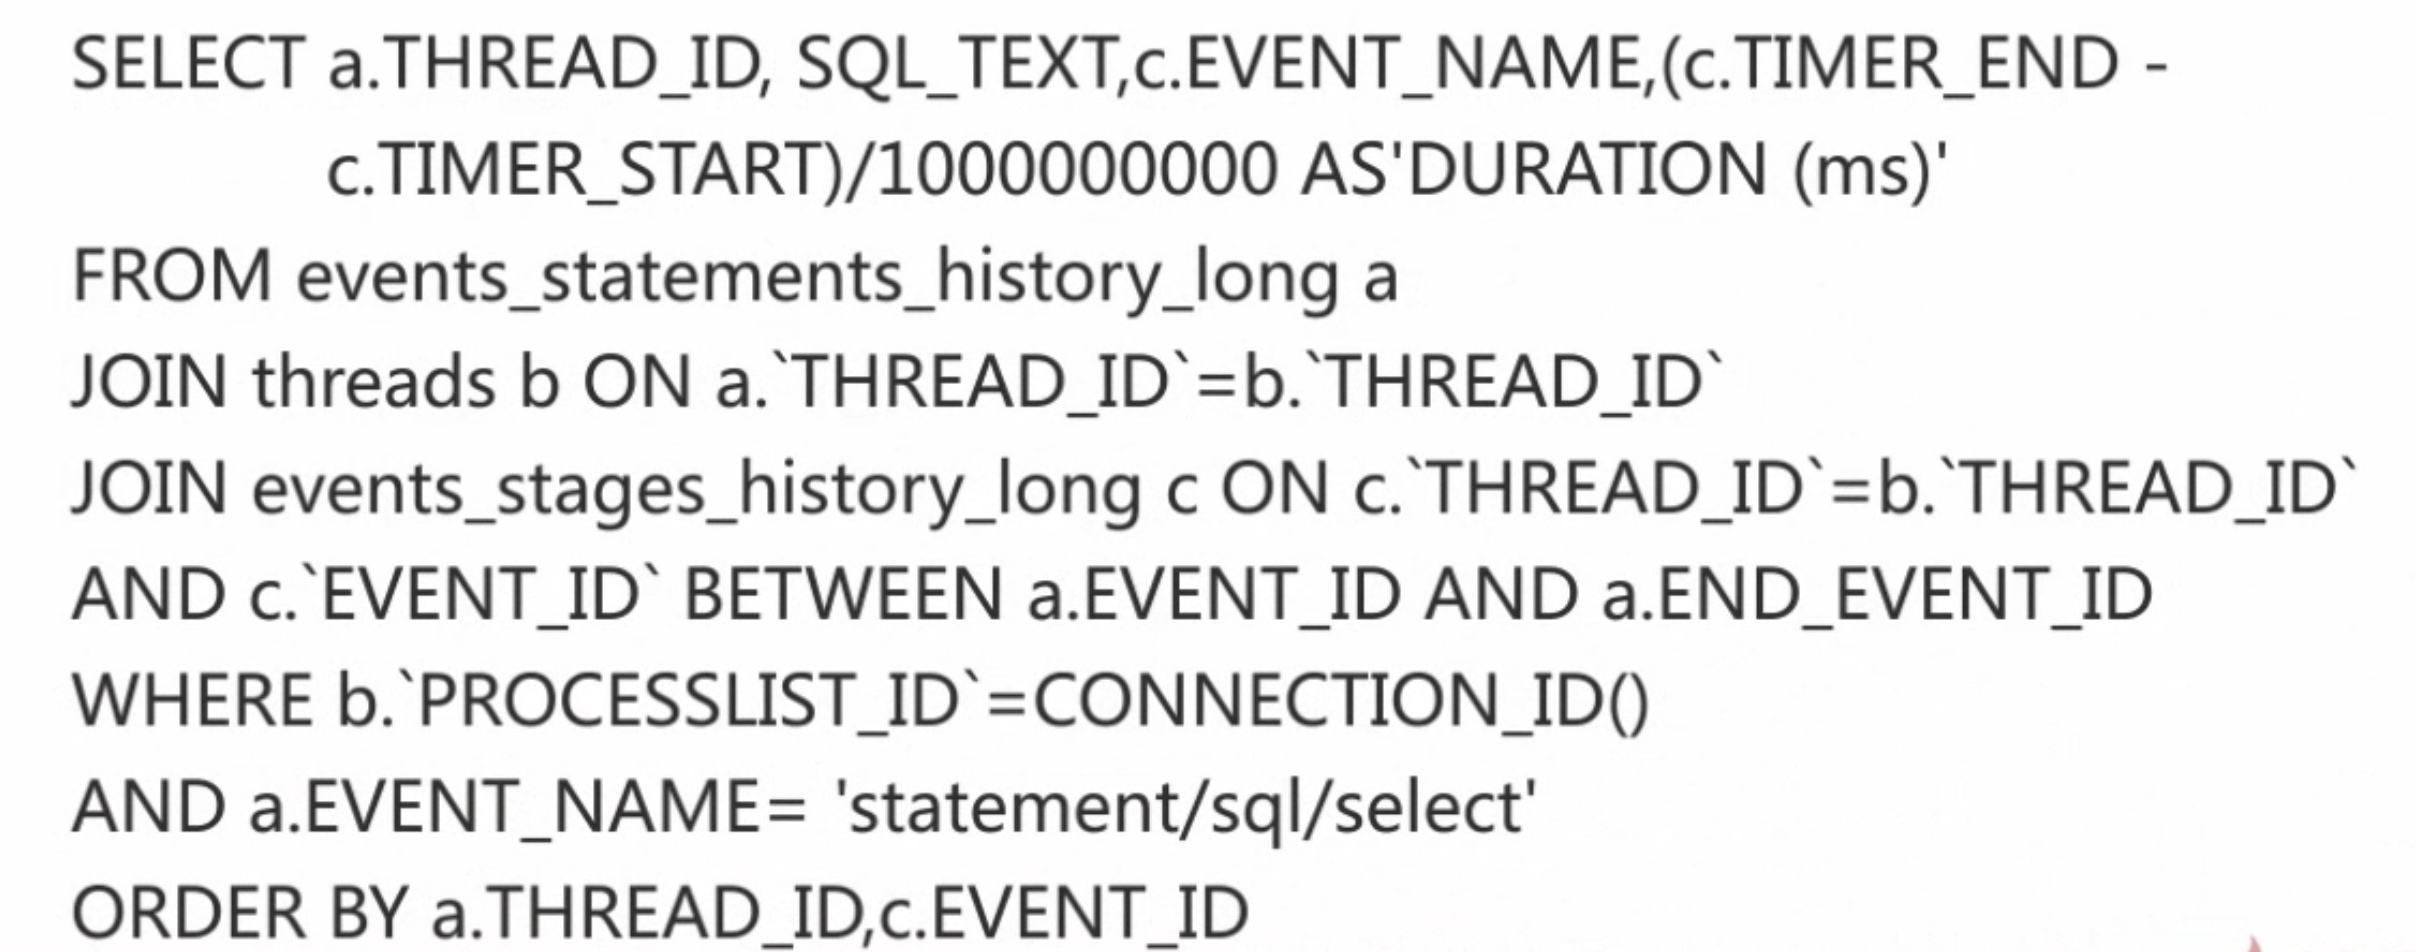 SELECT a.THREAD_ID, SQL_TEXT,c.EVENT_NAME,(c.TIMER_END -
c.TIMER_START)/1000000000 AS'DURATION (ms)'
FROM events_statements_history_long a
JOIN threads b ON a.`THREAD_ID`=b.`THREAD_ID`
JOIN events_stages_history_long c ON c.`THREAD_ID`=b.`THREAD_ID`
AND c.`EVENT_ID` BETWEEN a.EVENT_ID AND a.END_EVENT_ID
WHERE b.`PROCESSLIST_ID`=CONNECTION_ID()
AND a.EVENT_NAME= 'statement/sql/select'
ORDER BY a.THREAD_ID,c.EVENT_ID